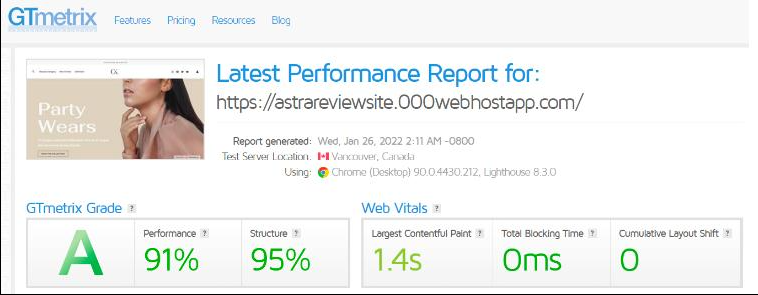 GTmetrix Features Pricing Resources Blog
Latest Performance Report for:
https://astrareviewsite.000webhostapp.com/
Party
Wears
Report generated: Wed, Jan 26, 2022 2:11 AM -0800
Test Server Location: Vancouver, Canada
Using: Chrome (Desktop) 90.0.4430.212, Lighthouse 8.3.0
GTmetrix Grade ?
Web Vitals ?
A
Performance ?
91%
Structure ?
95%
Largest Contentful Paint ?
1.4s
Total Blocking Time ?
0ms
Cumulative Layout Shift ?
0